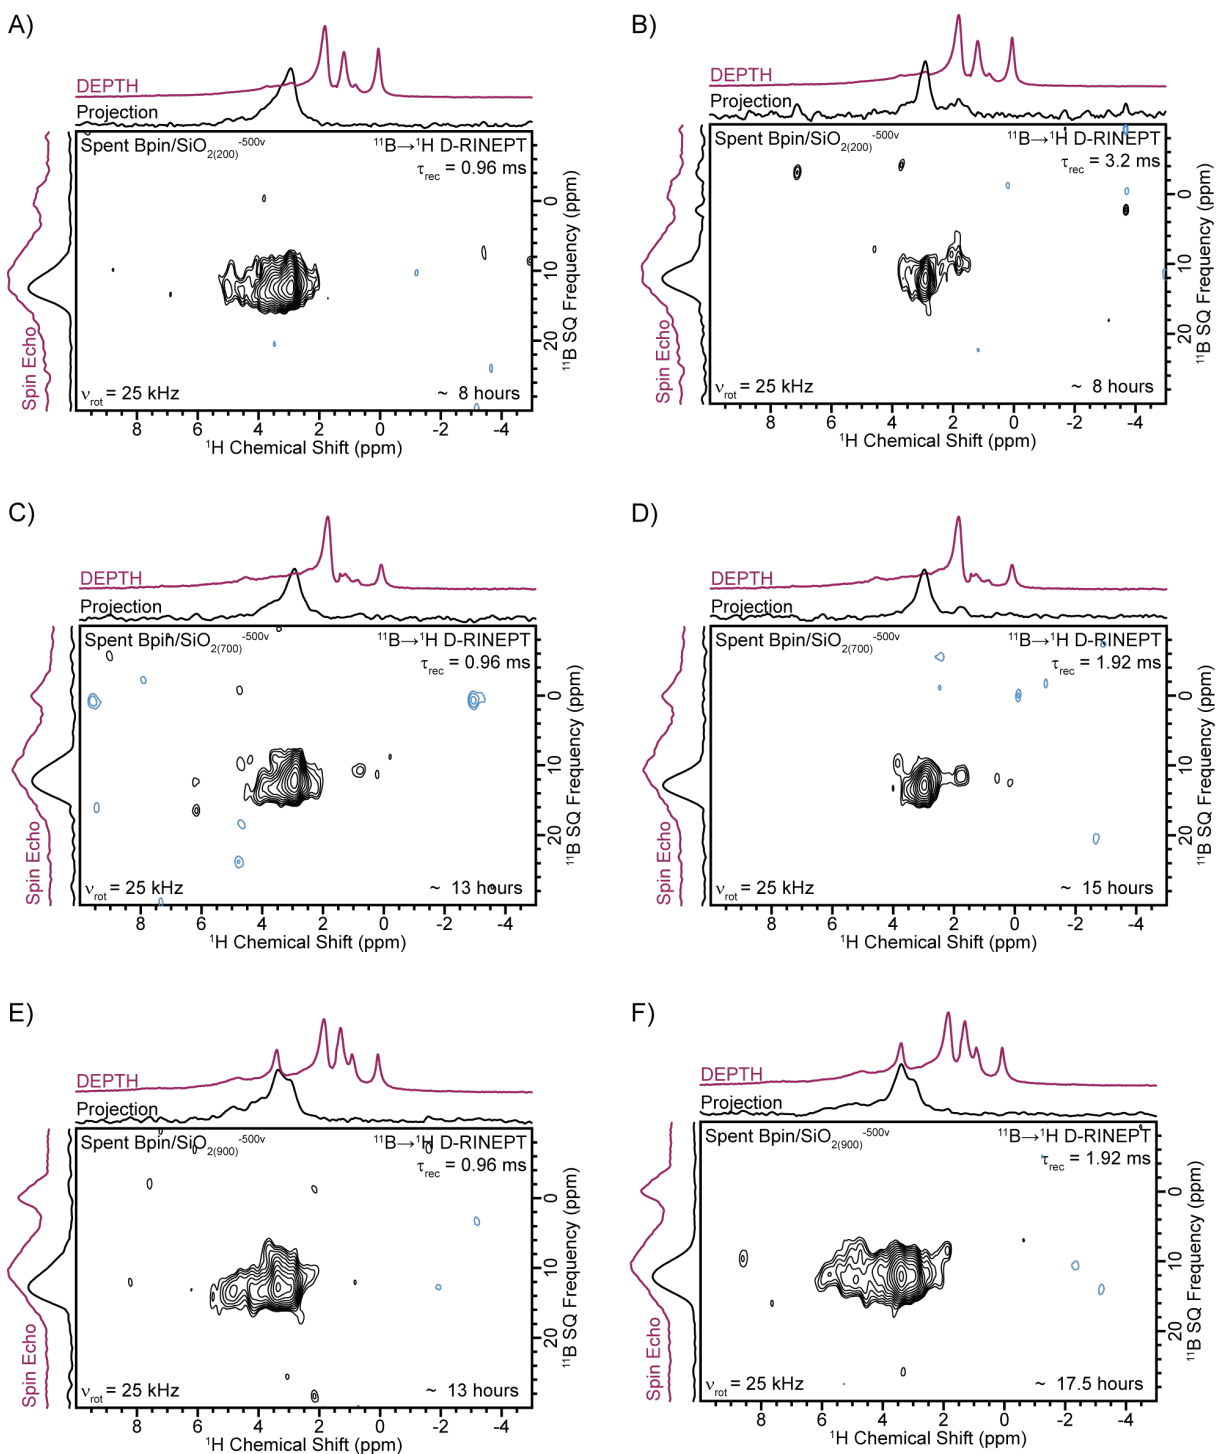 A)
DEPTH
Projection
Spin Echo
Spent Bpin/SiO2(200)-500v
11B→1H D-RINEPT
τrec = 0.96 ms
νrot = 25 kHz
~ 8 hours
0
10
20
11B SQ Frequency (ppm)
8 6 4 2 0 -2 -4
1H Chemical Shift (ppm)
B)
DEPTH
Projection
Spin Echo
Spent Bpin/SiO2(200)-500v
11B→1H D-RINEPT
τrec = 3.2 ms
νrot = 25 kHz
~ 8 hours
0
10
20
11B SQ Frequency (ppm)
8 6 4 2 0 -2 -4
1H Chemical Shift (ppm)
C)
DEPTH
Projection
Spin Echo
Spent Bpin/SiO2(700)-500v
11B→1H D-RINEPT
τrec = 0.96 ms
νrot = 25 kHz
~ 13 hours
0
10
20
11B SQ Frequency (ppm)
8 6 4 2 0 -2 -4
1H Chemical Shift (ppm)
D)
DEPTH
Projection
Spin Echo
Spent Bpin/SiO2(700)-500v
11B→1H D-RINEPT
τrec = 1.92 ms
νrot = 25 kHz
~ 15 hours
0
10
20
11B SQ Frequency (ppm)
8 6 4 2 0 -2 -4
1H Chemical Shift (ppm)
E)
DEPTH
Projection
Spin Echo
Spent Bpin/SiO2(900)-500v
11B→1H D-RINEPT
τrec = 0.96 ms
νrot = 25 kHz
~ 13 hours
0
10
20
11B SQ Frequency (ppm)
8 6 4 2 0 -2 -4
1H Chemical Shift (ppm)
F)
DEPTH
Projection
Spin Echo
Spent Bpin/SiO2(900)-500v
11B→1H D-RINEPT
τrec = 1.92 ms
νrot = 25 kHz
~ 17.5 hours
0
10
20
11B SQ Frequency (ppm)
8 6 4 2 0 -2 -4
1H Chemical Shift (ppm)